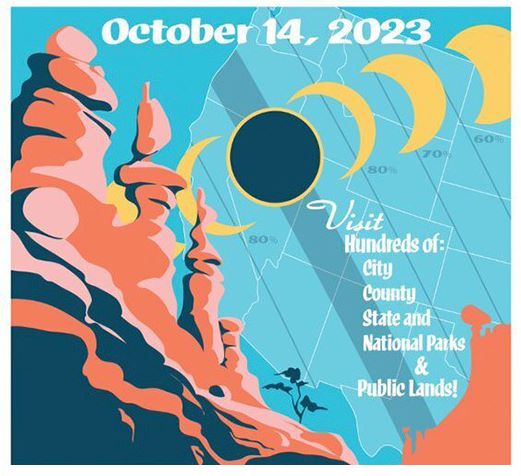 October 14, 2023
60%
70%
80%
80%
Visit
Hundreds of:
City
County
State and
National Parks
&
Public Lands!